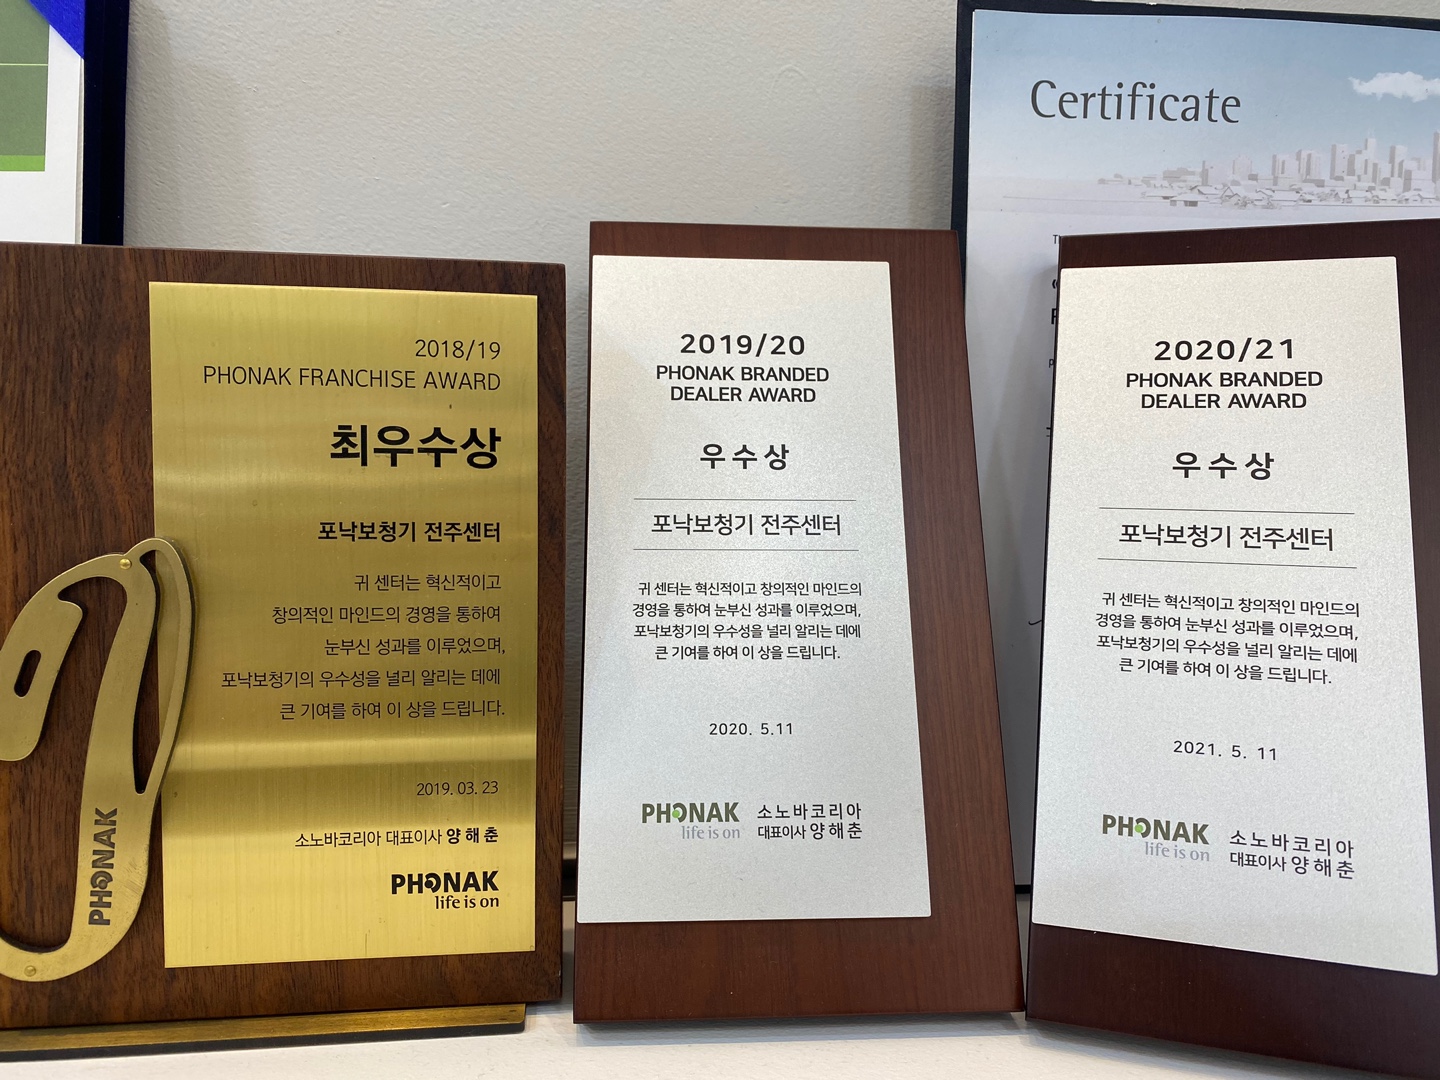 2018/19
PHONAK FRANCHISE AWARD
최우수상
포낙보청기 전주센터
귀 센터는 혁신적이고
창의적인 마인드의 경영을 통하여
눈부신 성과를 이루었으며,
포낙보청기의 우수성을 널리 알리는 데에
큰 기여를 하여 이 상을 드립니다.
2019. 03. 23
소노바코리아 대표이사 양 해 춘
PHONAK
life is on
PHONAK
2019/20
PHONAK BRANDED
DEALER AWARD
우 수 상
포낙보청기 전주센터
귀 센터는 혁신적이고 창의적인 마인드의
경영을 통하여 눈부신 성과를 이루었으며,
포낙보청기의 우수성을 널리 알리는 데에
큰 기여를 하여 이 상을 드립니다.
2020. 5.11
PHONAK
life is on
소노바코리아
대표이사 양 해 춘
Certificate
2020/21
PHONAK BRANDED
DEALER AWARD
우 수 상
포낙보청기 전주센터
귀 센터는 혁신적이고 창의적인 마인드의
경영을 통하여 눈부신 성과를 이루었으며,
포낙보청기의 우수성을 널리 알리는 데에
큰 기여를 하여 이 상을 드립니다.
2021. 5. 11
PHONAK
life is on
소노바코리아
대표이사 양 해 춘